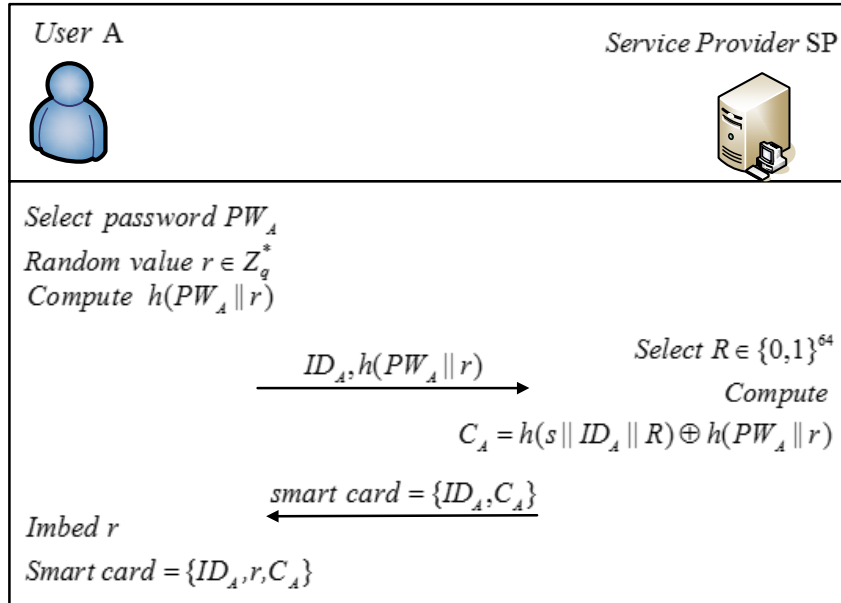 User A
Service Provider SP
Select password PW_A
Random value r ∈ Z_q^*
Compute h(PW_A || r)
ID_A, h(PW_A || r)
Select R ∈ {0,1}^64
Compute
C_A = h(s || ID_A || R) ⊕ h(PW_A || r)
smart card = {ID_A, C_A}
Imbed r
Smart card = {ID_A, r, C_A}